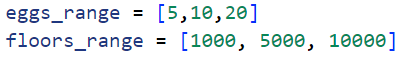 eggs_range = [5,10,20]
floors_range = [1000, 5000, 10000]